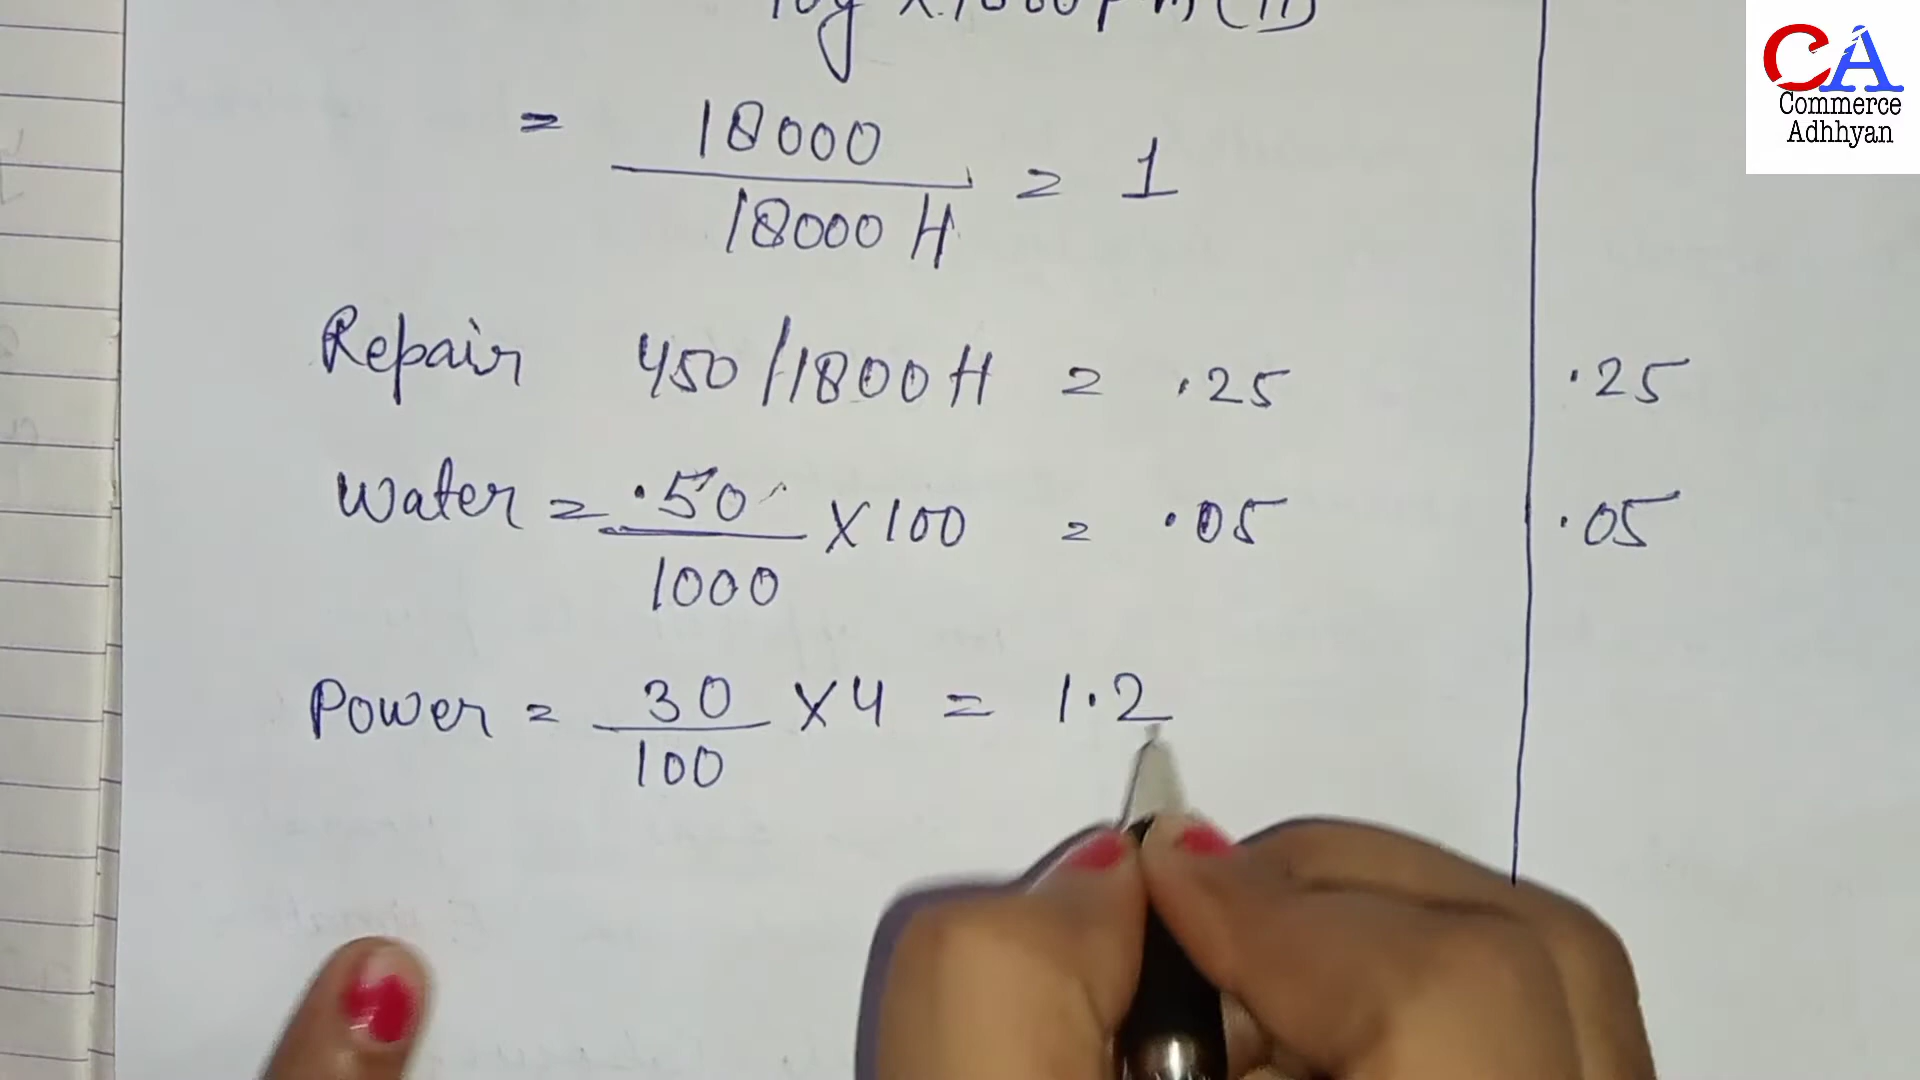 = 18000 / 18000 H = 1
Repair 450/1800 H = .25 .25
Water = .50 / 1000 X 100 = .05 .05
Power = 30 / 100 X 4 = 1.2
CA
Commerce
Adhhyan